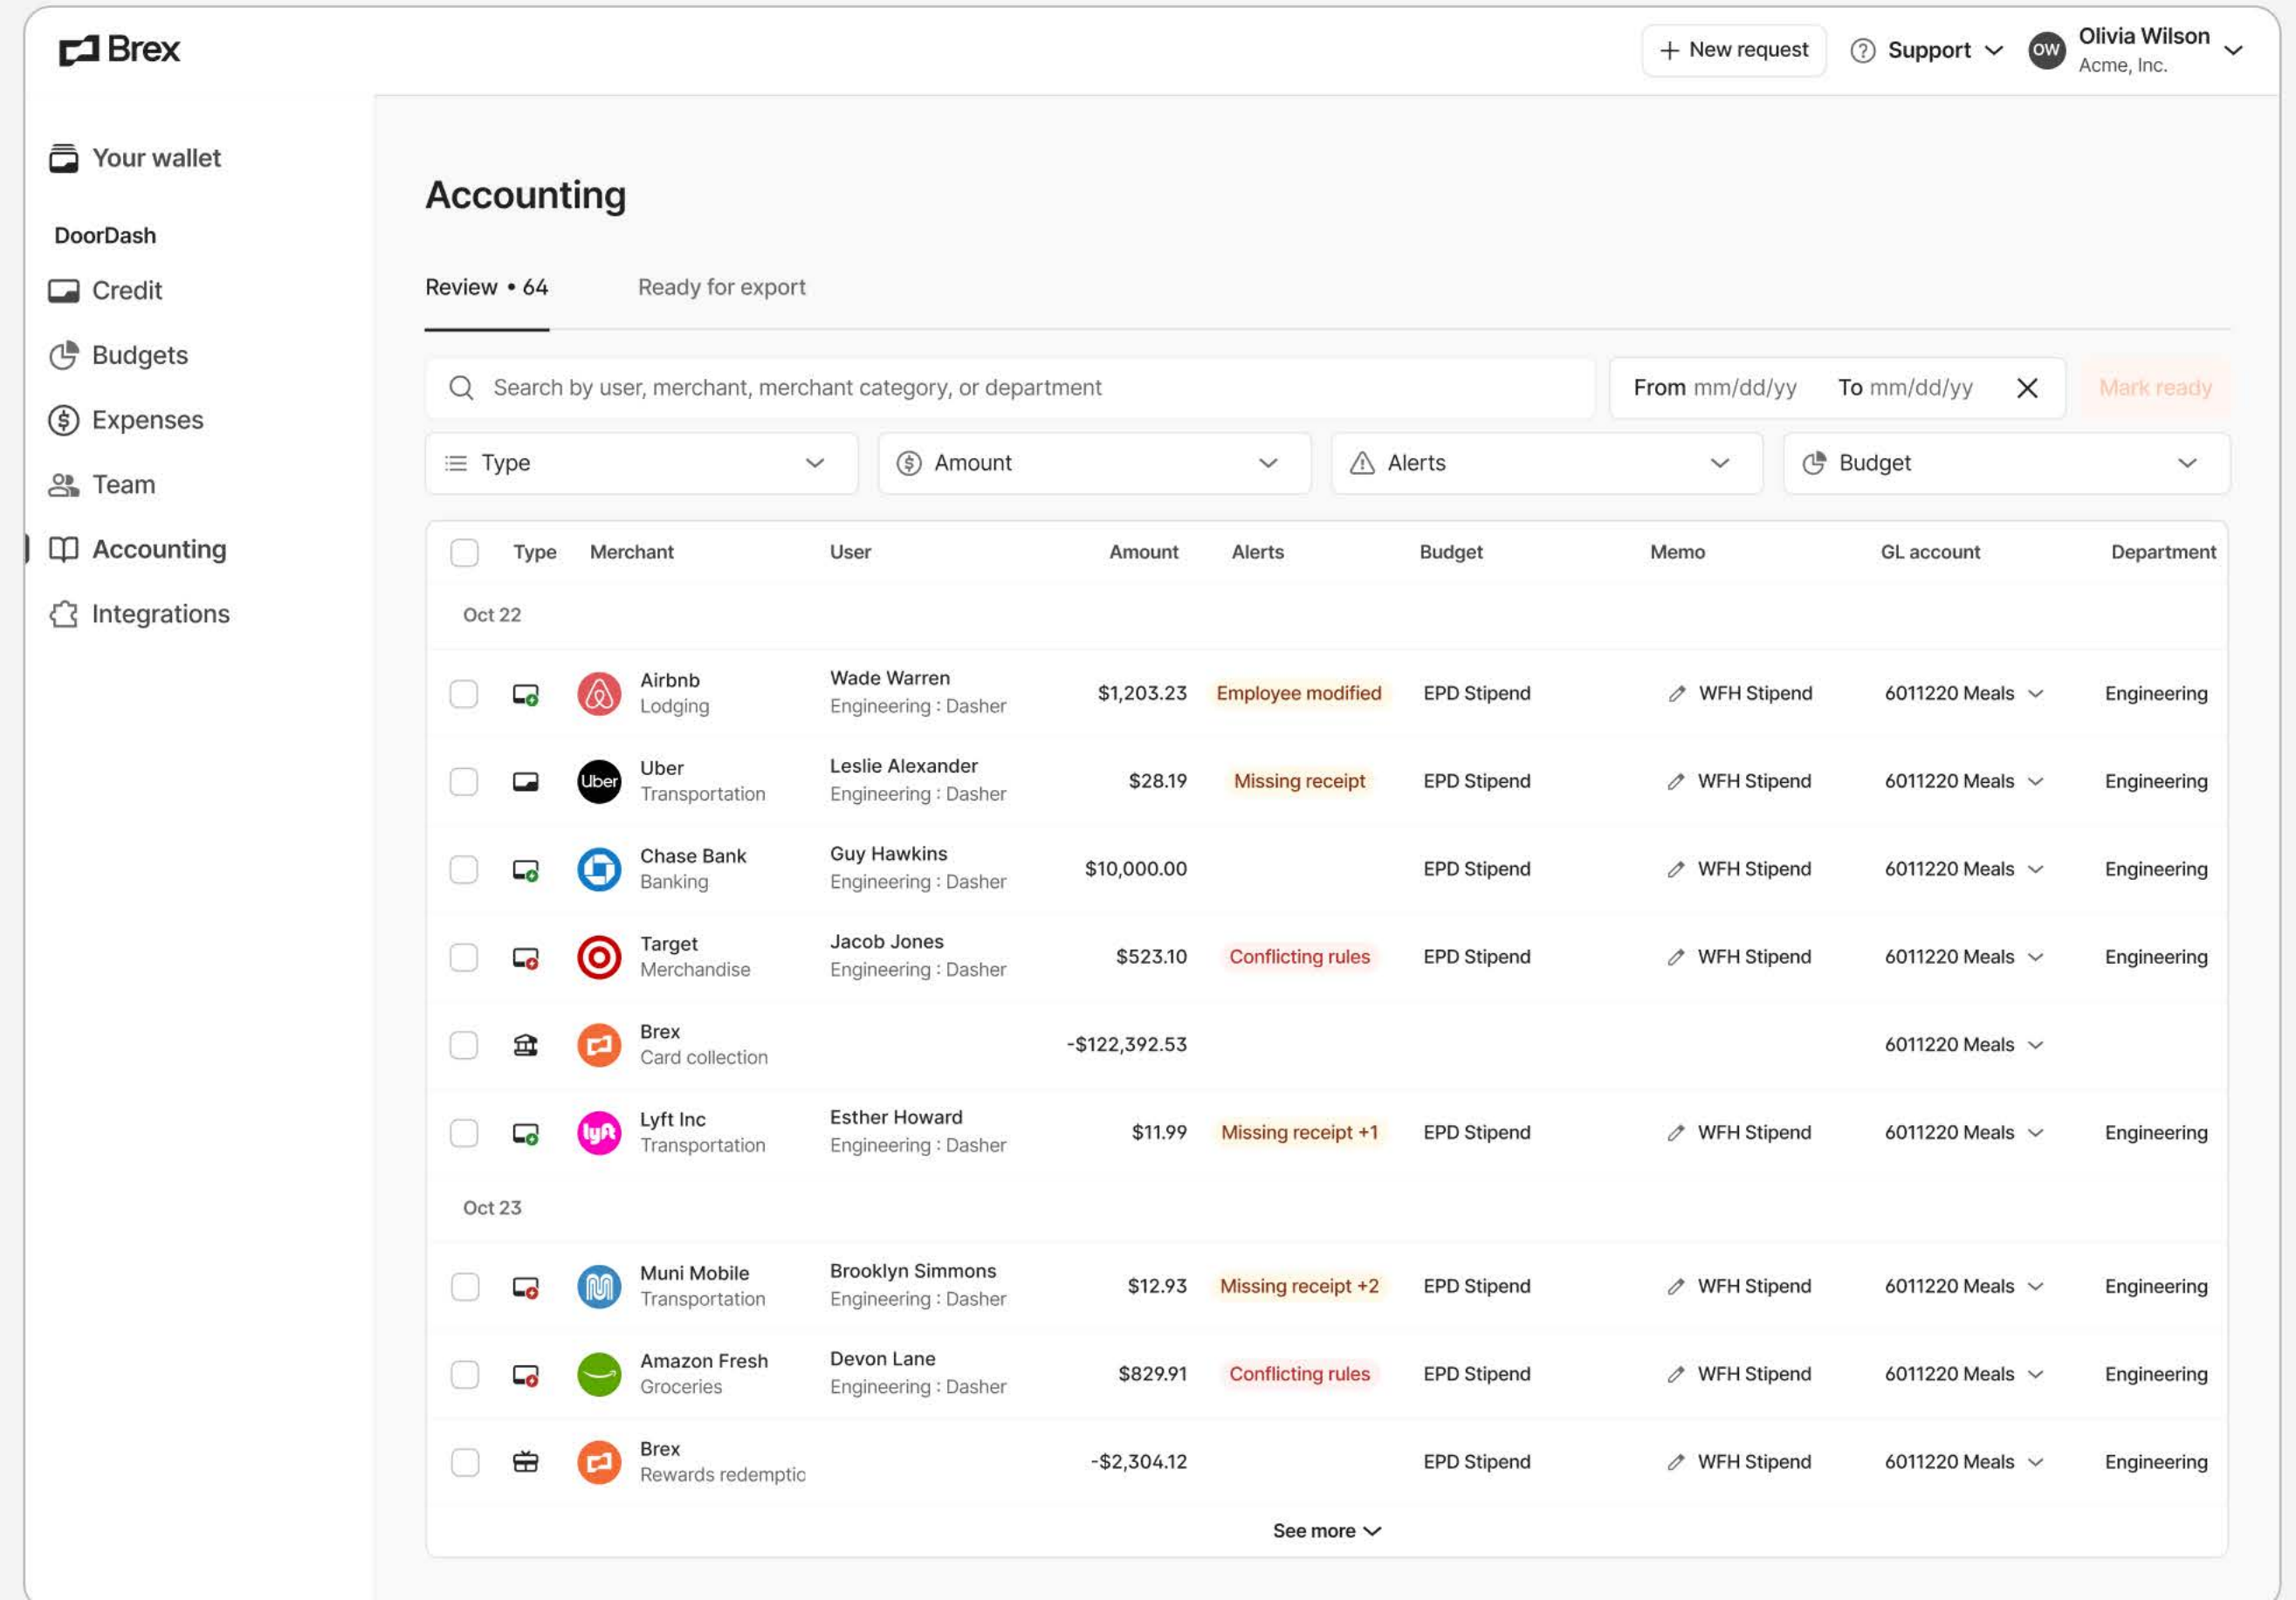 Brex
New request
Support
OW
Olivia Wilson
Acme, Inc.
Your wallet
DoorDash
Credit
Budgets
Expenses
Team
Accounting
Integrations
Accounting
Review • 64
Ready for export
Search by user, merchant, merchant category, or department
From mm/dd/yy To mm/dd/yy
Mark ready
Type
Amount
Alerts
Budget
Type Merchant User Amount Alerts Budget Memo GL account Department
Oct 22
Airbnb
Lodging
Wade Warren
Engineering : Dasher
$1,203.23 Employee modified EPD Stipend WFH Stipend 6011220 Meals Engineering
Uber
Uber
Transportation
Leslie Alexander
Engineering : Dasher
$28.19 Missing receipt EPD Stipend WFH Stipend 6011220 Meals Engineering
Chase Bank
Banking
Guy Hawkins
Engineering : Dasher
$10,000.00 EPD Stipend WFH Stipend 6011220 Meals Engineering
Target
Merchandise
Jacob Jones
Engineering : Dasher
$523.10 Conflicting rules EPD Stipend WFH Stipend 6011220 Meals Engineering
Brex
Card collection
-$122,392.53 6011220 Meals
lyft
Lyft Inc
Transportation
Esther Howard
Engineering : Dasher
$11.99 Missing receipt +1 EPD Stipend WFH Stipend 6011220 Meals Engineering
Oct 23
Muni Mobile
Transportation
Brooklyn Simmons
Engineering : Dasher
$12.93 Missing receipt +2 EPD Stipend WFH Stipend 6011220 Meals Engineering
Amazon Fresh
Groceries
Devon Lane
Engineering : Dasher
$829.91 Conflicting rules EPD Stipend WFH Stipend 6011220 Meals Engineering
Brex
Rewards redemptic
-$2,304.12 EPD Stipend WFH Stipend 6011220 Meals Engineering
See more